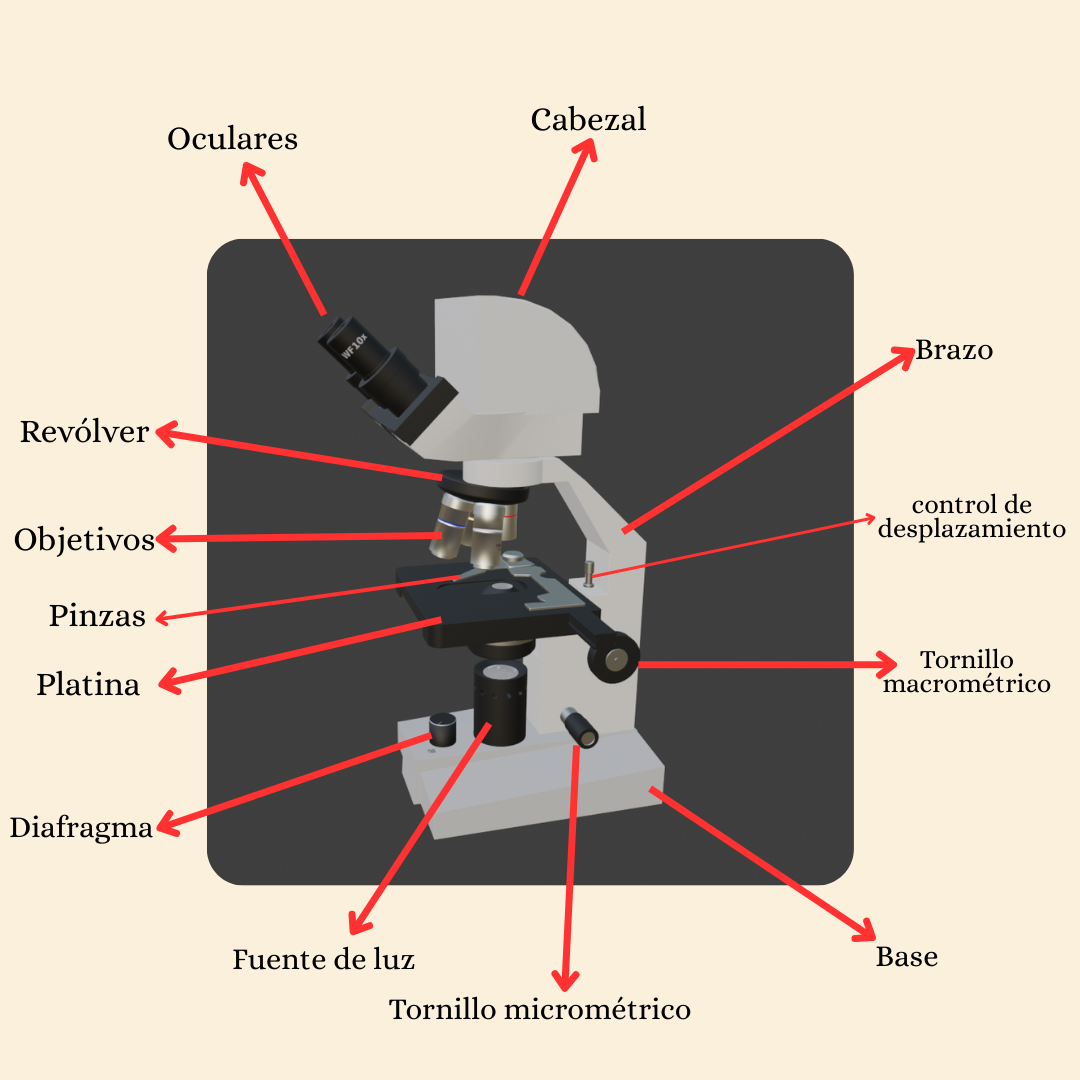 Cabezal
Oculares
WF10x
Brazo
Revólver
control de
desplazamiento
Objetivos
Pinzas
Tornillo
macrométrico
Platina
Diafragma
Fuente de luz
Base
Tornillo micrométrico